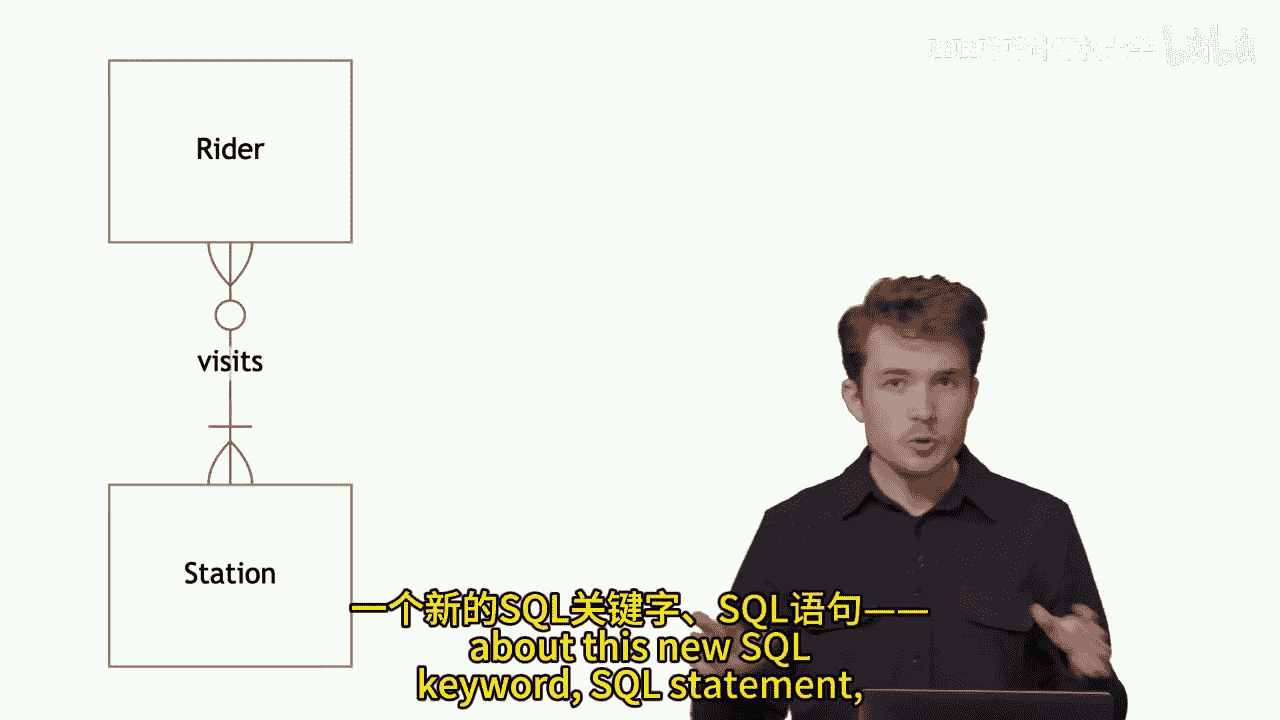 Rider
visits
Station
一个新的SQL关键字、SQL语句——
about this new SQL
keyword, SQL statement,